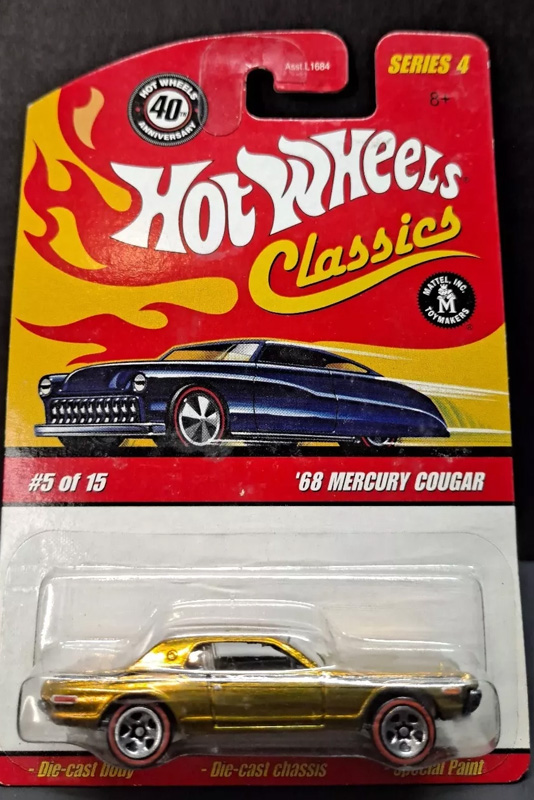 Asst.L1684
SERIES 4
8+
HOT WHEELS
40TH
ANNIVERSARY
HOT WHEELS
Classics
MATTEL, INC.
M
TOYMAKERS
#5 of 15
'68 MERCURY COUGAR
- Die-cast body
- Die-cast chassis
- Special Paint